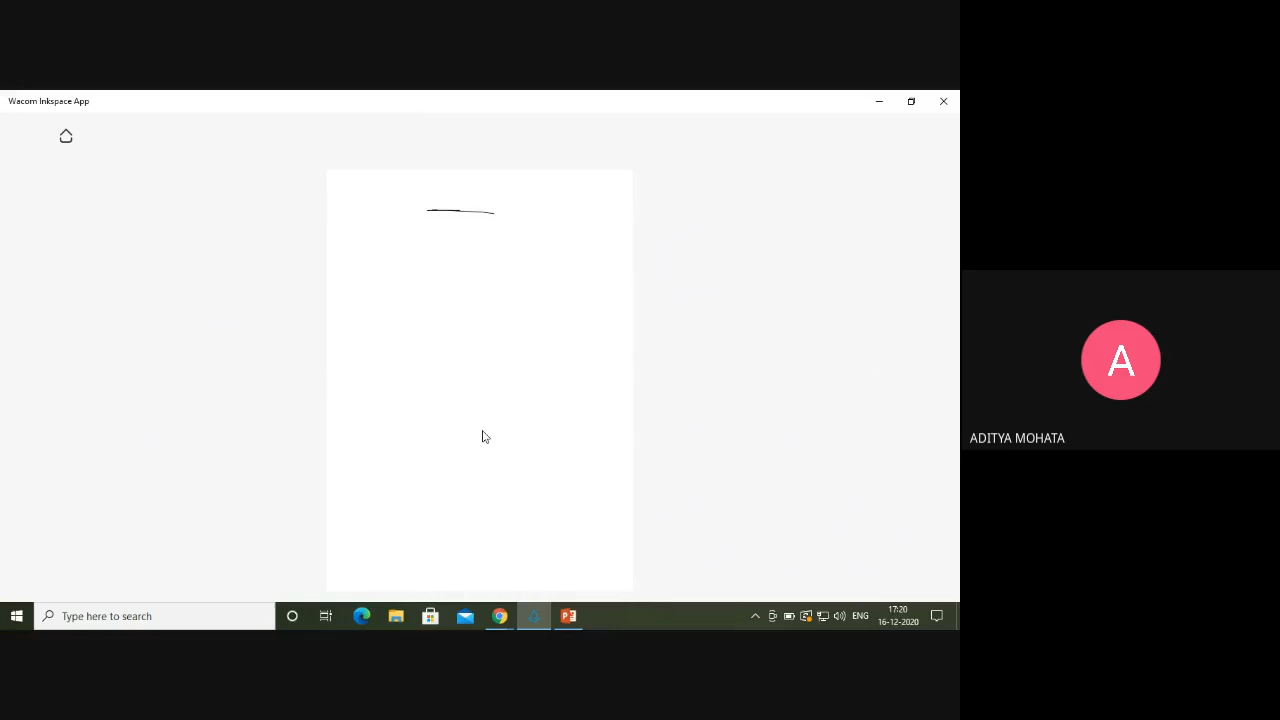 Wacom Inkspace App
A
ADITYA MOHATA
Type here to search
ENG
17:20
16-12-2020